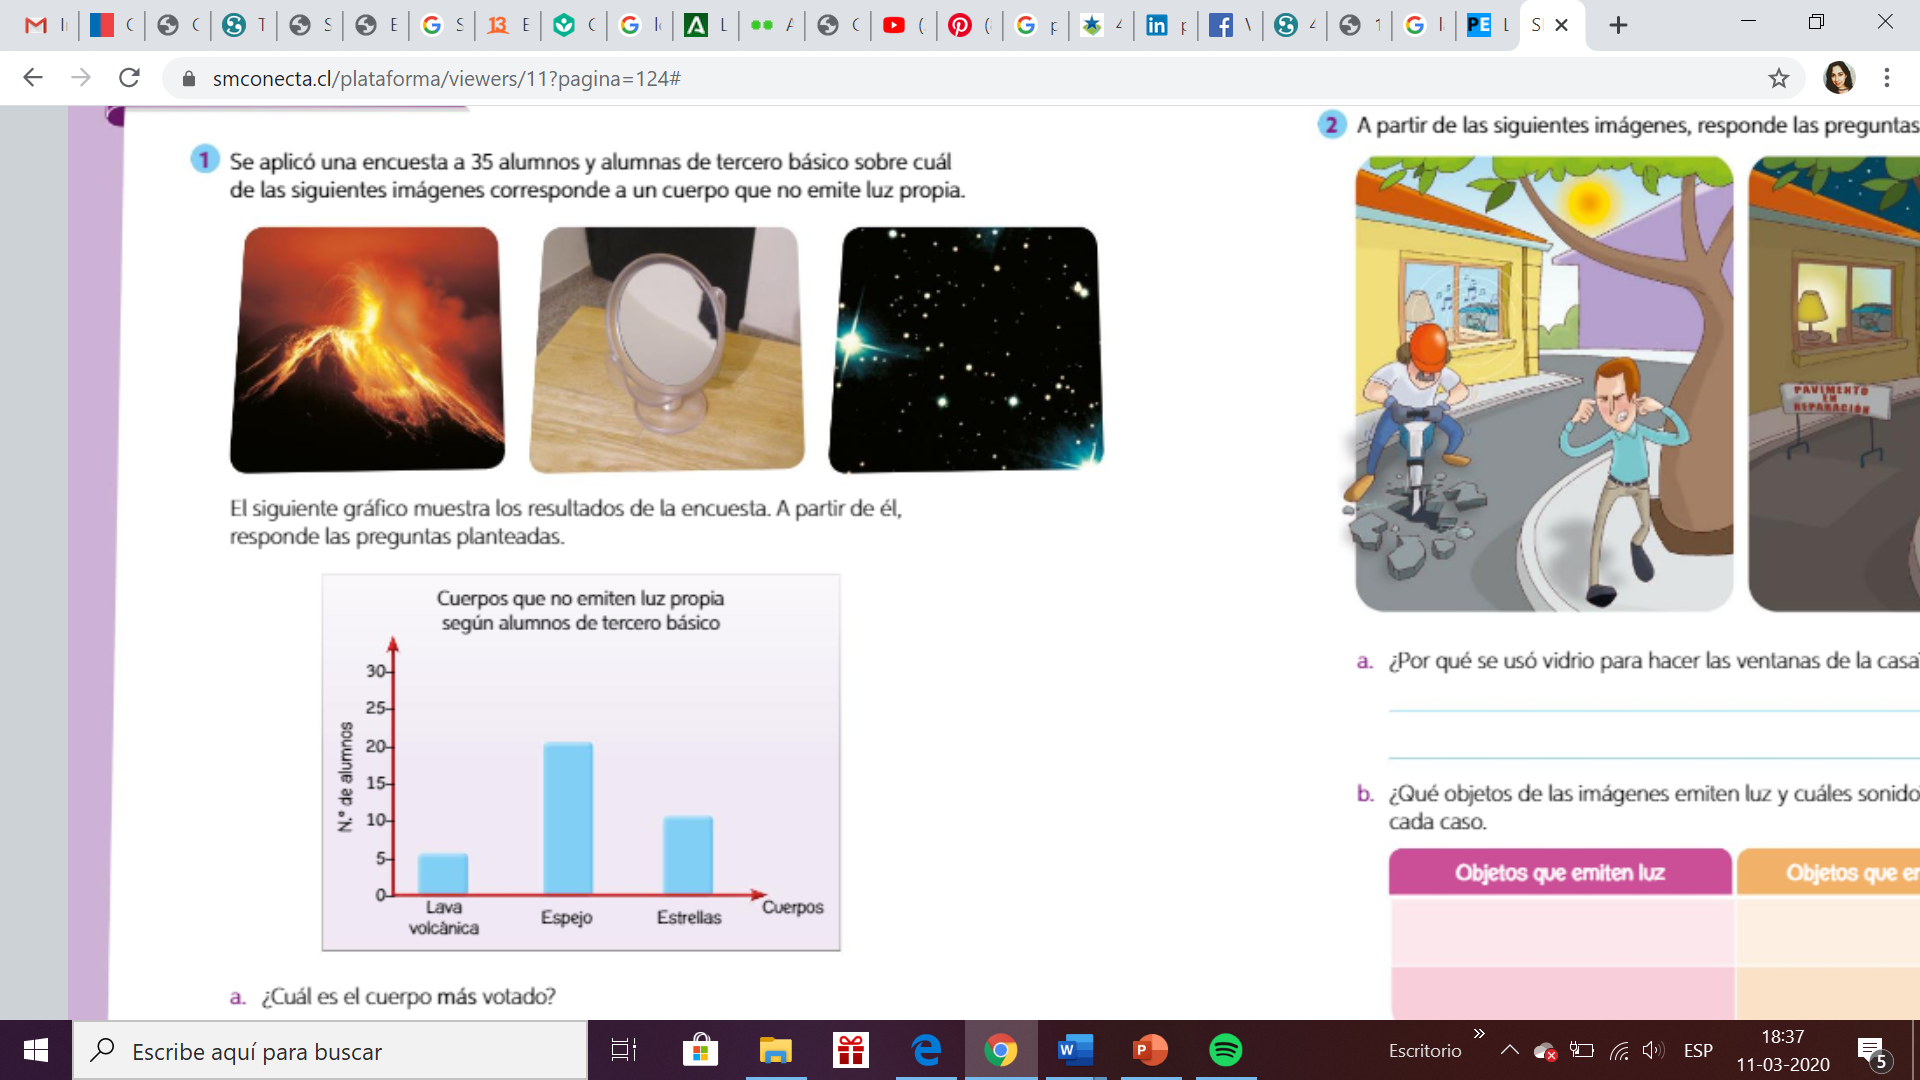 smconecta.cl/plataforma/viewers/11?pagina=124#
1 Se aplicó una encuesta a 35 alumnos y alumnas de tercero básico sobre cuál
de las siguientes imágenes corresponde a un cuerpo que no emite luz propia.
El siguiente gráfico muestra los resultados de la encuesta. A partir de él,
responde las preguntas planteadas.
Cuerpos que no emiten luz propia
según alumnos de tercero básico
N.º de alumnos
30
25
20
15
10
5
0
Lava
volcánica
Espejo
Estrellas
Cuerpos
a. ¿Cuál es el cuerpo más votado?
2 A partir de las siguientes imágenes, responde las preguntas
PAVIMENTO
EN
REPARACIÓN
a. ¿Por qué se usó vidrio para hacer las ventanas de la casa
b. ¿Qué objetos de las imágenes emiten luz y cuáles sonido
cada caso.
Objetos que emiten luz
Objetos que
Escribe aquí para buscar
Escritorio
ESP
18:37
11-03-2020
5